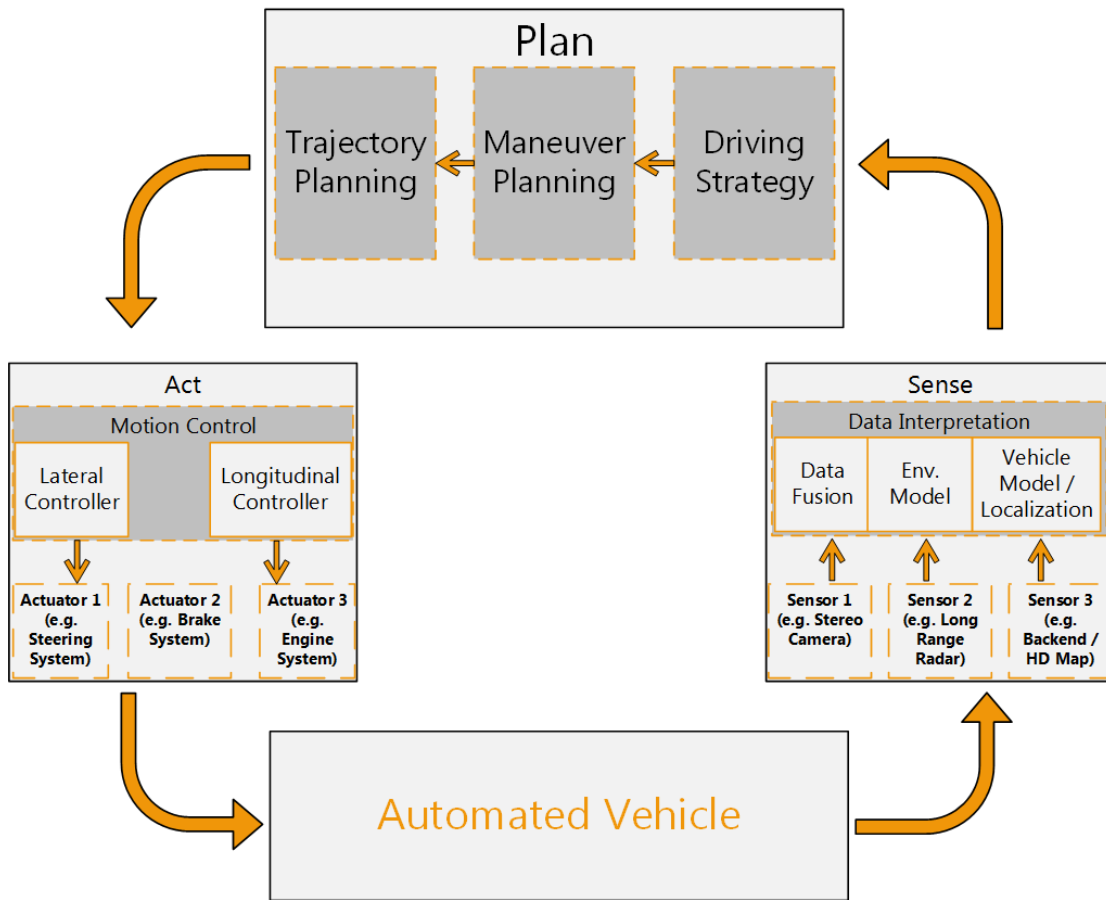 Plan
Trajectory
Planning
Maneuver
Planning
Driving
Strategy
Act
Motion Control
Lateral
Controller
Longitudinal
Controller
Actuator 1
(e.g.
Steering
System)
Actuator 2
(e.g. Brake
System)
Actuator 3
(e.g.
Engine
System)
Sense
Data Interpretation
Data
Fusion
Env.
Model
Vehicle
Model /
Localization
Sensor 1
(e.g. Stereo
Camera)
Sensor 2
(e.g. Long
Range
Radar)
Sensor 3
(e.g.
Backend /
HD Map)
Automated Vehicle